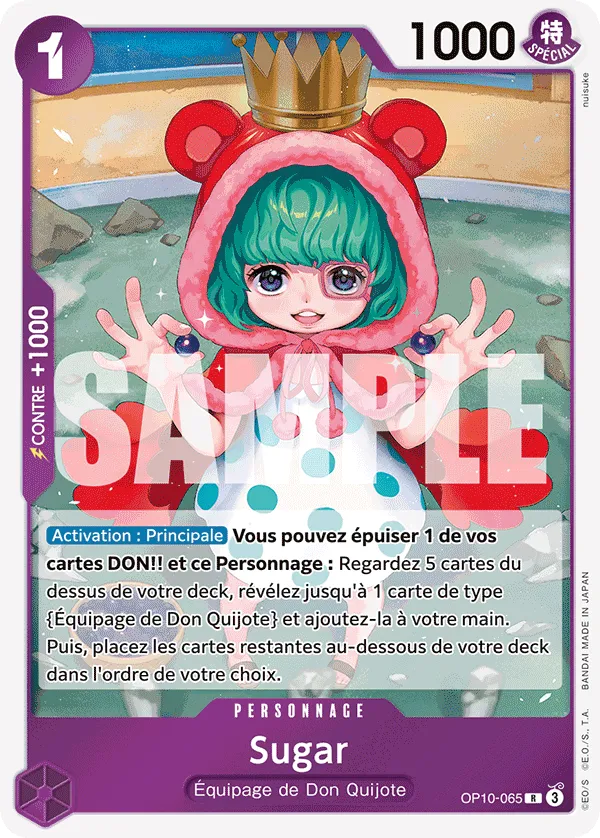 1
1000
特
SPÉCIAL
nuisuke
CONTRE +1000
SAMPLE
Activation : Principale Vous pouvez épuiser 1 de vos
cartes DON!! et ce Personnage : Regardez 5 cartes du
dessus de votre deck, révélez jusqu'à 1 carte de type
{Équipage de Don Quijote} et ajoutez-la à votre main.
Puis, placez les cartes restantes au-dessous de votre deck
dans l'ordre de votre choix.
PERSONNAGE
Sugar
Équipage de Don Quijote
OP10-065 R 3
©EO/S ©E.O./S., T.A. BANDAI MADE IN JAPAN